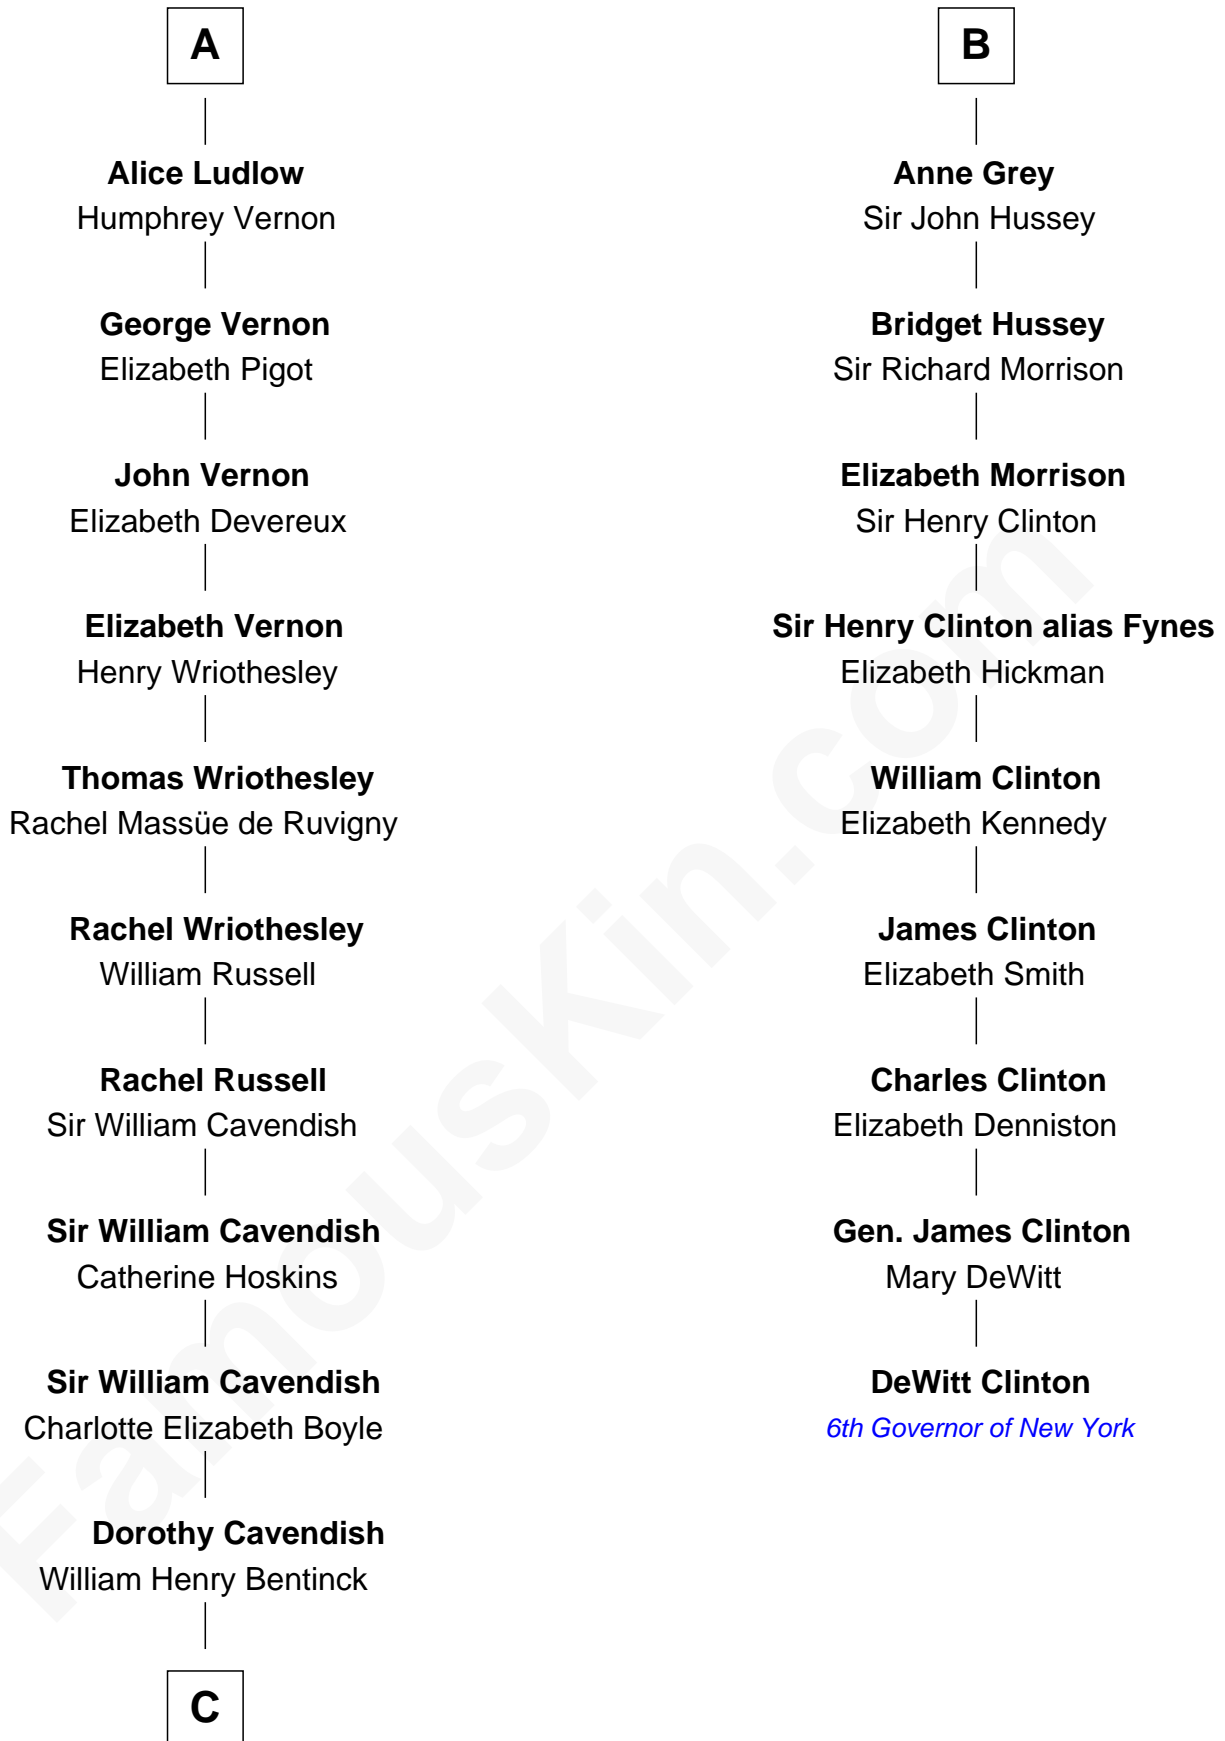 A
Alice Ludlow
Humphrey Vernon
George Vernon
Elizabeth Pigot
John Vernon
Elizabeth Devereux
Elizabeth Vernon
Henry Wriothesley
Thomas Wriothesley
Rachel Massüe de Ruvigny
Rachel Wriothesley
William Russell
Rachel Russell
Sir William Cavendish
Sir William Cavendish
Catherine Hoskins
Sir William Cavendish
Charlotte Elizabeth Boyle
Dorothy Cavendish
William Henry Bentinck
C
B
Anne Grey
Sir John Hussey
Bridget Hussey
Sir Richard Morrison
Elizabeth Morrison
Sir Henry Clinton
Sir Henry Clinton alias Fynes
Elizabeth Hickman
William Clinton
Elizabeth Kennedy
James Clinton
Elizabeth Smith
Charles Clinton
Elizabeth Denniston
Gen. James Clinton
Mary DeWitt
DeWitt Clinton
6th Governor of New York
FamousKin.com